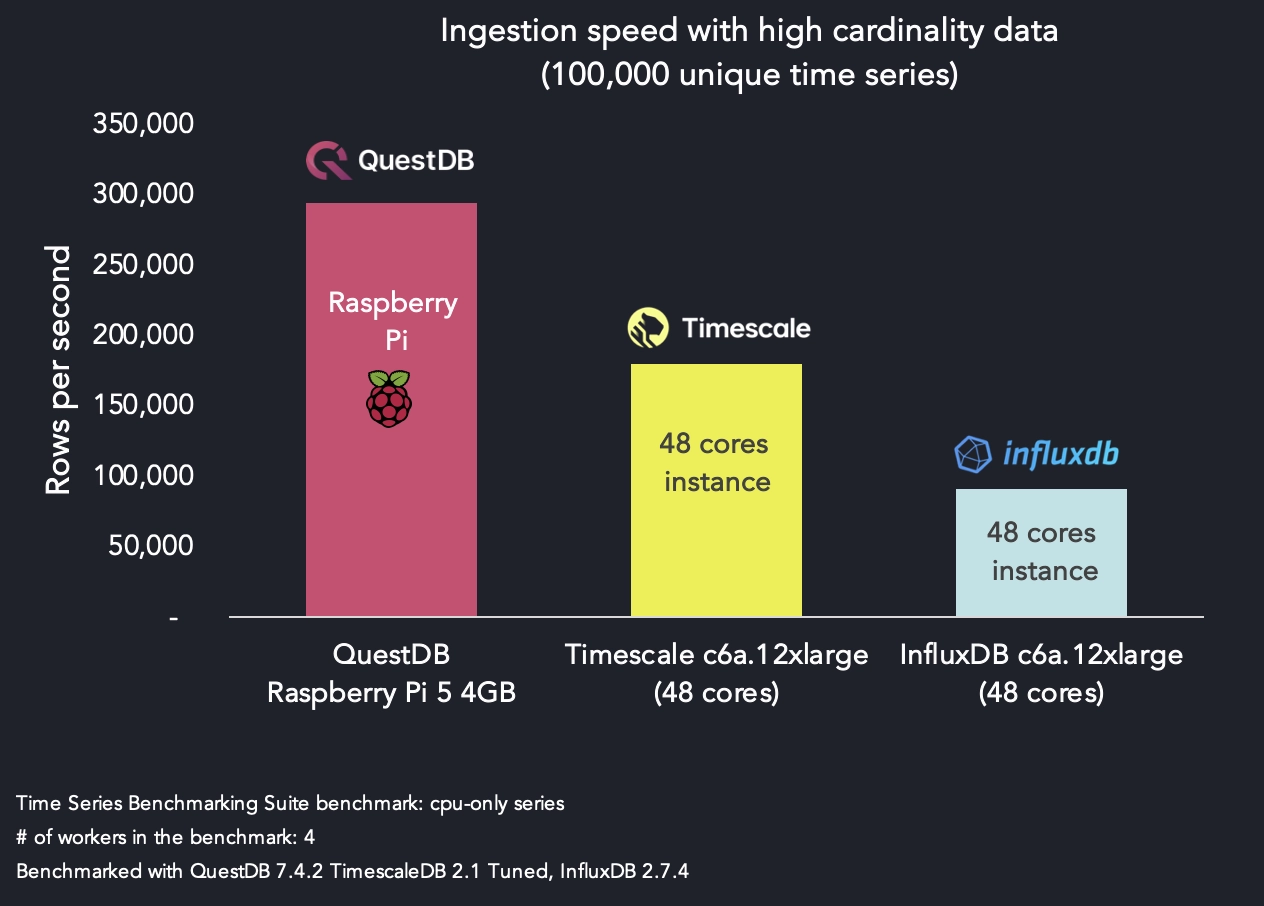 Ingestion speed with high cardinality data
(100,000 unique time series)
350,000
300,000
250,000
200,000
150,000
100,000
50,000
-
Rows per second
QuestDB
Raspberry
Pi
Timescale
48 cores
instance
influxdb
48 cores
instance
QuestDB
Raspberry Pi 5 4GB
Timescale c6a.12xlarge
(48 cores)
InfluxDB c6a.12xlarge
(48 cores)
Time Series Benchmarking Suite benchmark: cpu-only series
# of workers in the benchmark: 4
Benchmarked with QuestDB 7.4.2 TimescaleDB 2.1 Tuned, InfluxDB 2.7.4